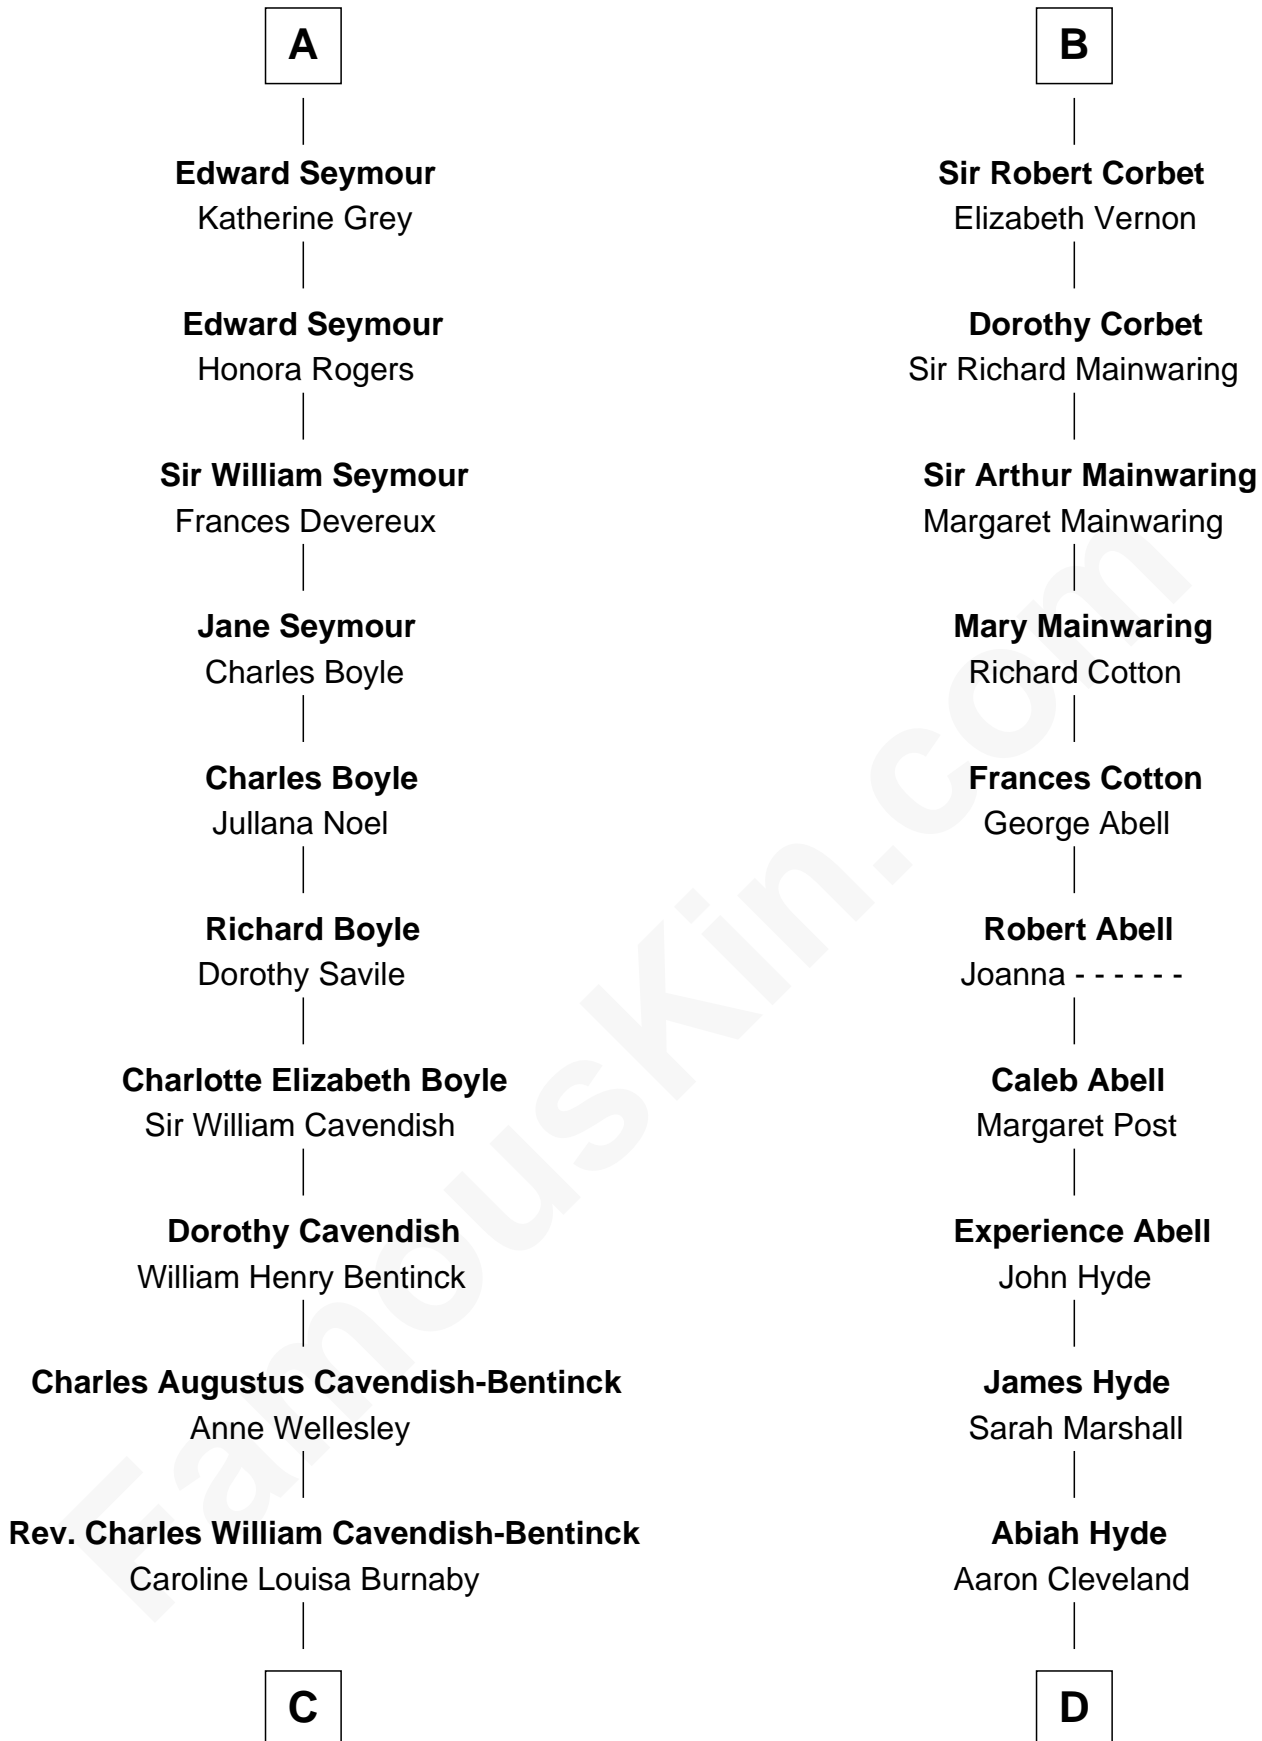 A
Edward Seymour
Katherine Grey
Edward Seymour
Honora Rogers
Sir William Seymour
Frances Devereux
Jane Seymour
Charles Boyle
Charles Boyle
Jullana Noel
Richard Boyle
Dorothy Savile
Charlotte Elizabeth Boyle
Sir William Cavendish
Dorothy Cavendish
William Henry Bentinck
Charles Augustus Cavendish-Bentinck
Anne Wellesley
Rev. Charles William Cavendish-Bentinck
Caroline Louisa Burnaby
C
B
Sir Robert Corbet
Elizabeth Vernon
Dorothy Corbet
Sir Richard Mainwaring
Sir Arthur Mainwaring
Margaret Mainwaring
Mary Mainwaring
Richard Cotton
Frances Cotton
George Abell
Robert Abell
Joanna - - - - - -
Caleb Abell
Margaret Post
Experience Abell
John Hyde
James Hyde
Sarah Marshall
Abiah Hyde
Aaron Cleveland
D
FamousKin.com